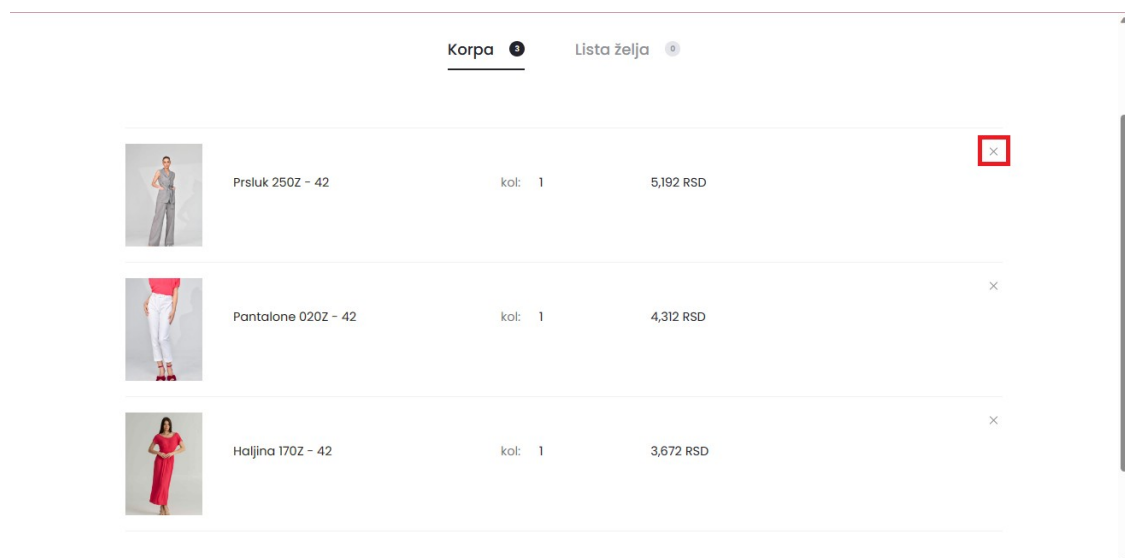 Korpa 3 Lista želja 0
Prsluk 250Z - 42 kol: 1 5,192 RSD
Pantalone 020Z - 42 kol: 1 4,312 RSD
Haljina 170Z - 42 kol: 1 3,672 RSD